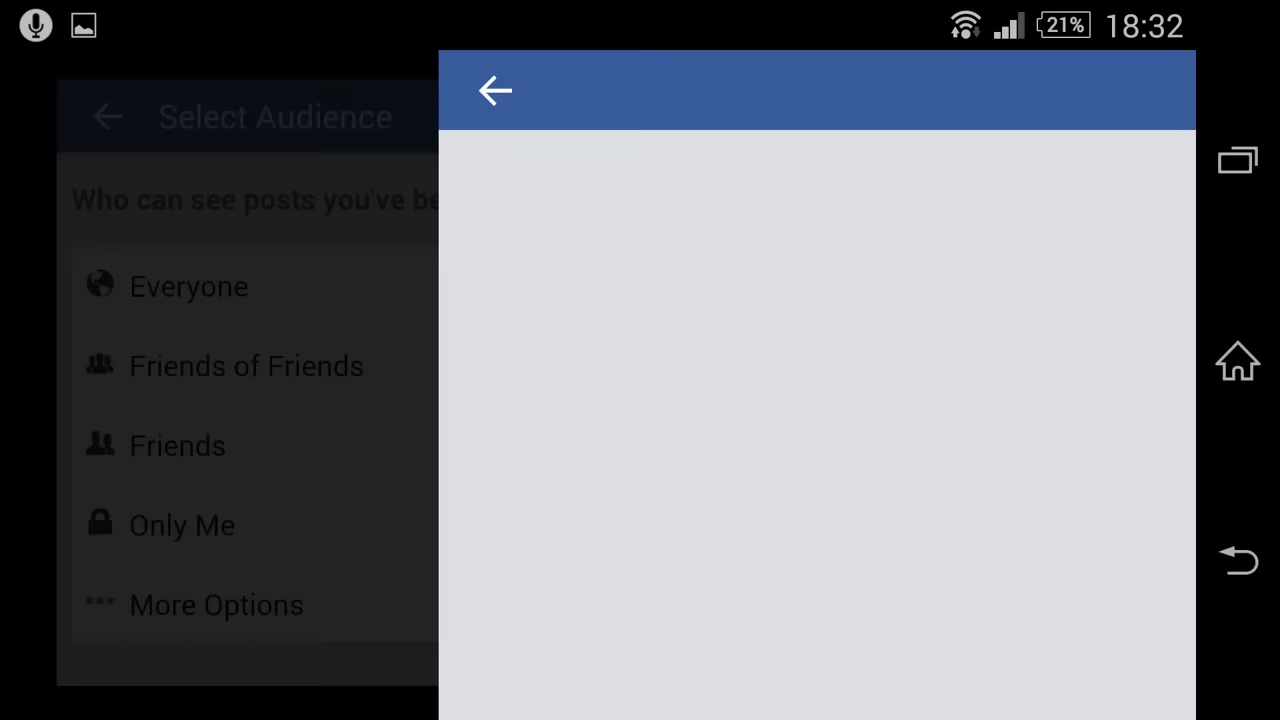 21% 18:32
Select Audience
Who can see posts you've be
Everyone
Friends of Friends
Friends
Only Me
More Options